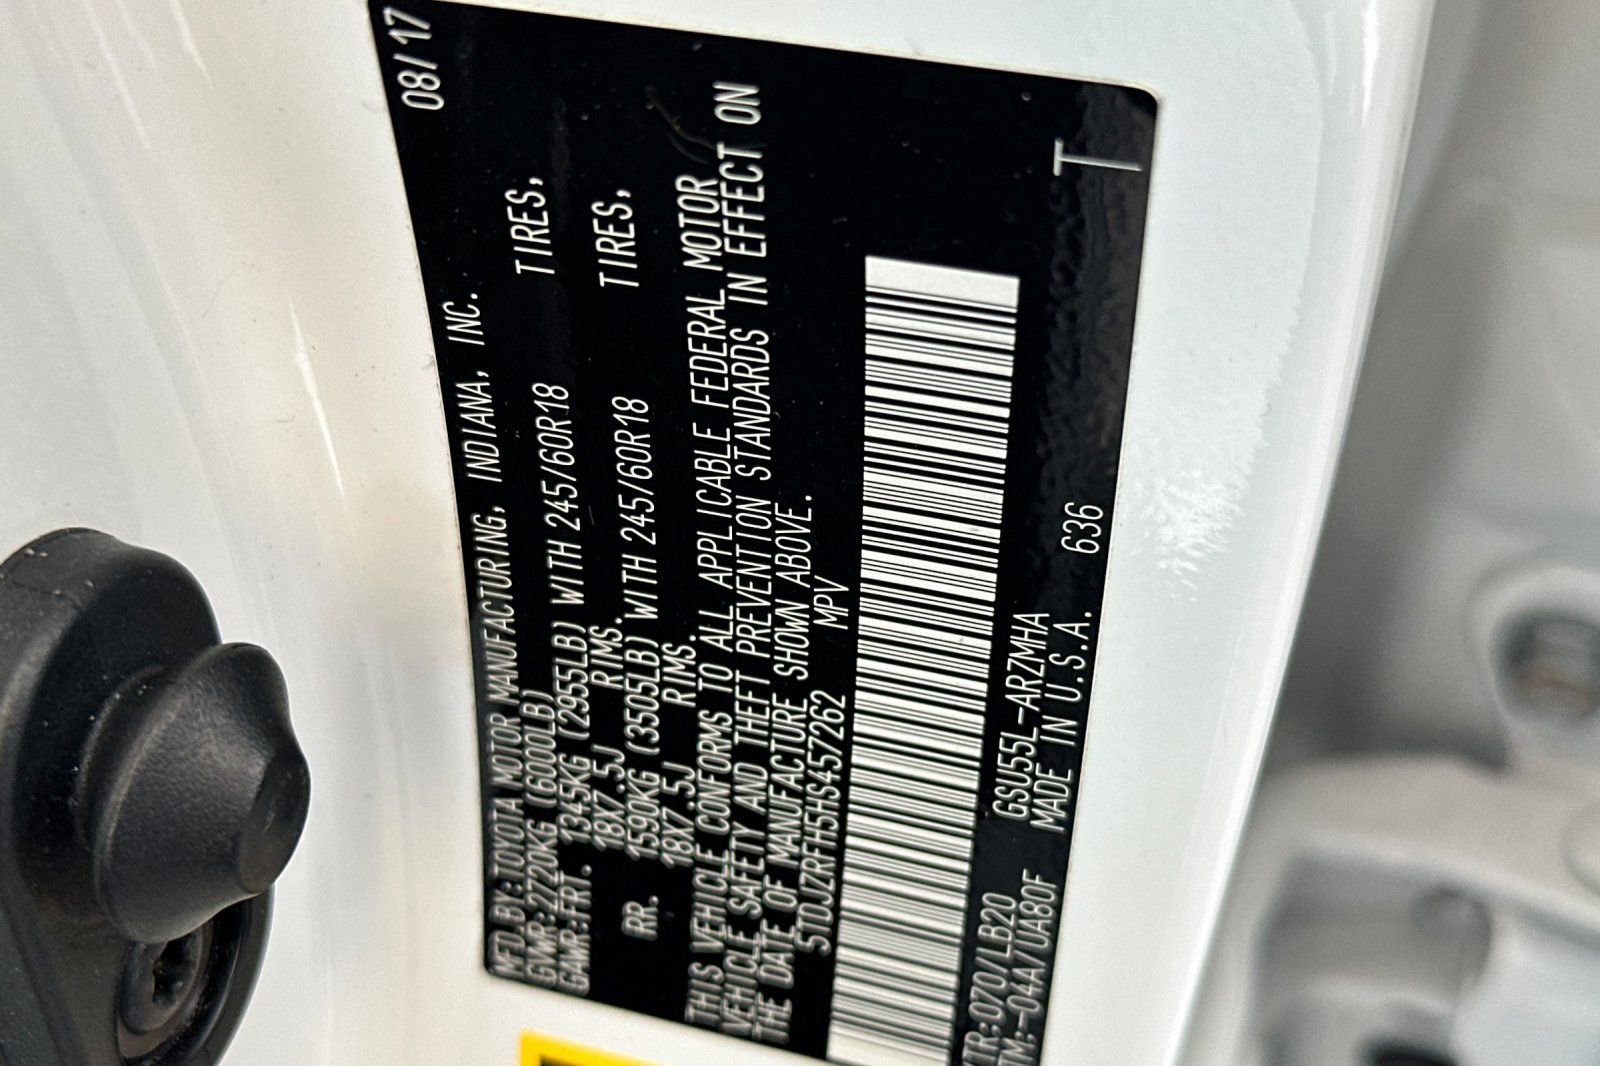 MFD.BY:TOYOTA MOTOR MANUFACTURING, INDIANA, INC. 08/17
GVWR:2720KG (6000LB)
GAWR:FRT. 1345KG (2955LB) WITH 245/60R18 TIRES,
18X7.5J RIMS.
RR. 1590KG (3505LB) WITH 245/60R18 TIRES,
18X7.5J RIMS.
THIS VEHICLE CONFORMS TO ALL APPLICABLE FEDERAL MOTOR
VEHICLE SAFETY AND THEFT PREVENTION STANDARDS IN EFFECT ON
THE DATE OF MANUFACTURE SHOWN ABOVE.
5TDJZRFH5HS457262 MPV
/TR:070/LB20 GSU55L-ARZMHA
TM:-04A/UA80F MADE IN U.S.A. 636 T